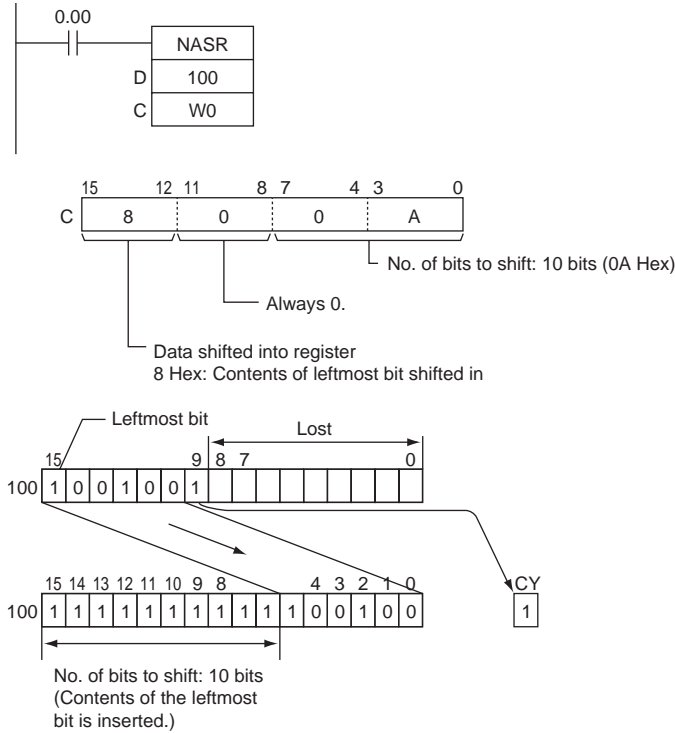 0.00
NASR
D 100
C W0
15 12 11 8 7 4 3 0
C 8 0 0 A
No. of bits to shift: 10 bits (0A Hex)
Always 0.
Data shifted into register
8 Hex: Contents of leftmost bit shifted in
Leftmost bit
Lost
15 9 8 7 0
100 1 0 0 1 0 0 1
15 14 13 12 11 10 9 8 4 3 2 1 0 CY
100 1 1 1 1 1 1 1 1 1 1 1 0 0 1 0 0 1
No. of bits to shift: 10 bits
(Contents of the leftmost
bit is inserted.)